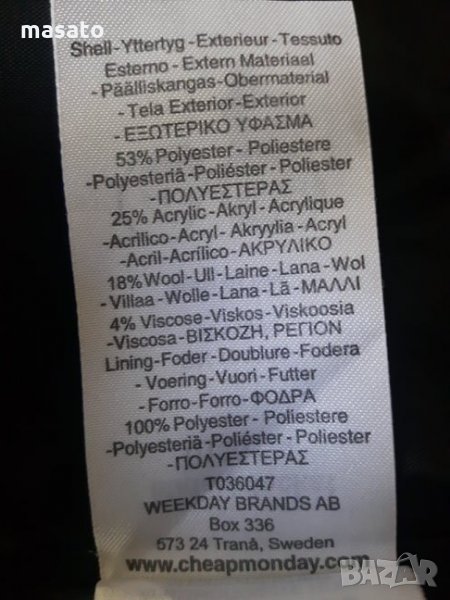 masato
Shell-Yttertyg-Exterieur-Tessuto
Esterno-Extern Materiaal
-Päälliskangas-Obermaterial
-Tela Exterior-Exterior
-ΕΞΩΤΕΡΙΚΟ ΥΦΑΣΜΑ
53% Polyester-Poliestere
-Polyesteriä-Poliéster-Poliester
-ΠΟΛΥΕΣΤΕΡΑΣ
25% Acrylic-Akryl-Acrylique
-Acrilico-Acryl-Akryylia-Acryl
-Acril-Acrílico-ΑΚΡΥΛΙΚΟ
18% Wool-Ull-Laine-Lana-Wol
-Villaa-Wolle-Lana-Lã-ΜΑΛΛΙ
4% Viscose-Viskos-Viskoosia
-Viscosa-ΒΙΣΚΟΖΗ, ΡΕΓΙΟΝ
Lining-Foder-Doublure-Fodera
-Voering-Vuori-Futter
-Forro-Forro-ΦΟΔΡΑ
100% Polyester-Poliestere
-Polyesteriä-Poliéster-Poliester
-ΠΟΛΥΕΣΤΕΡΑΣ
T036047
WEEKDAY BRANDS AB
Box 336
573 24 Tranå, Sweden
www.cheapmonday.com
BAZAR